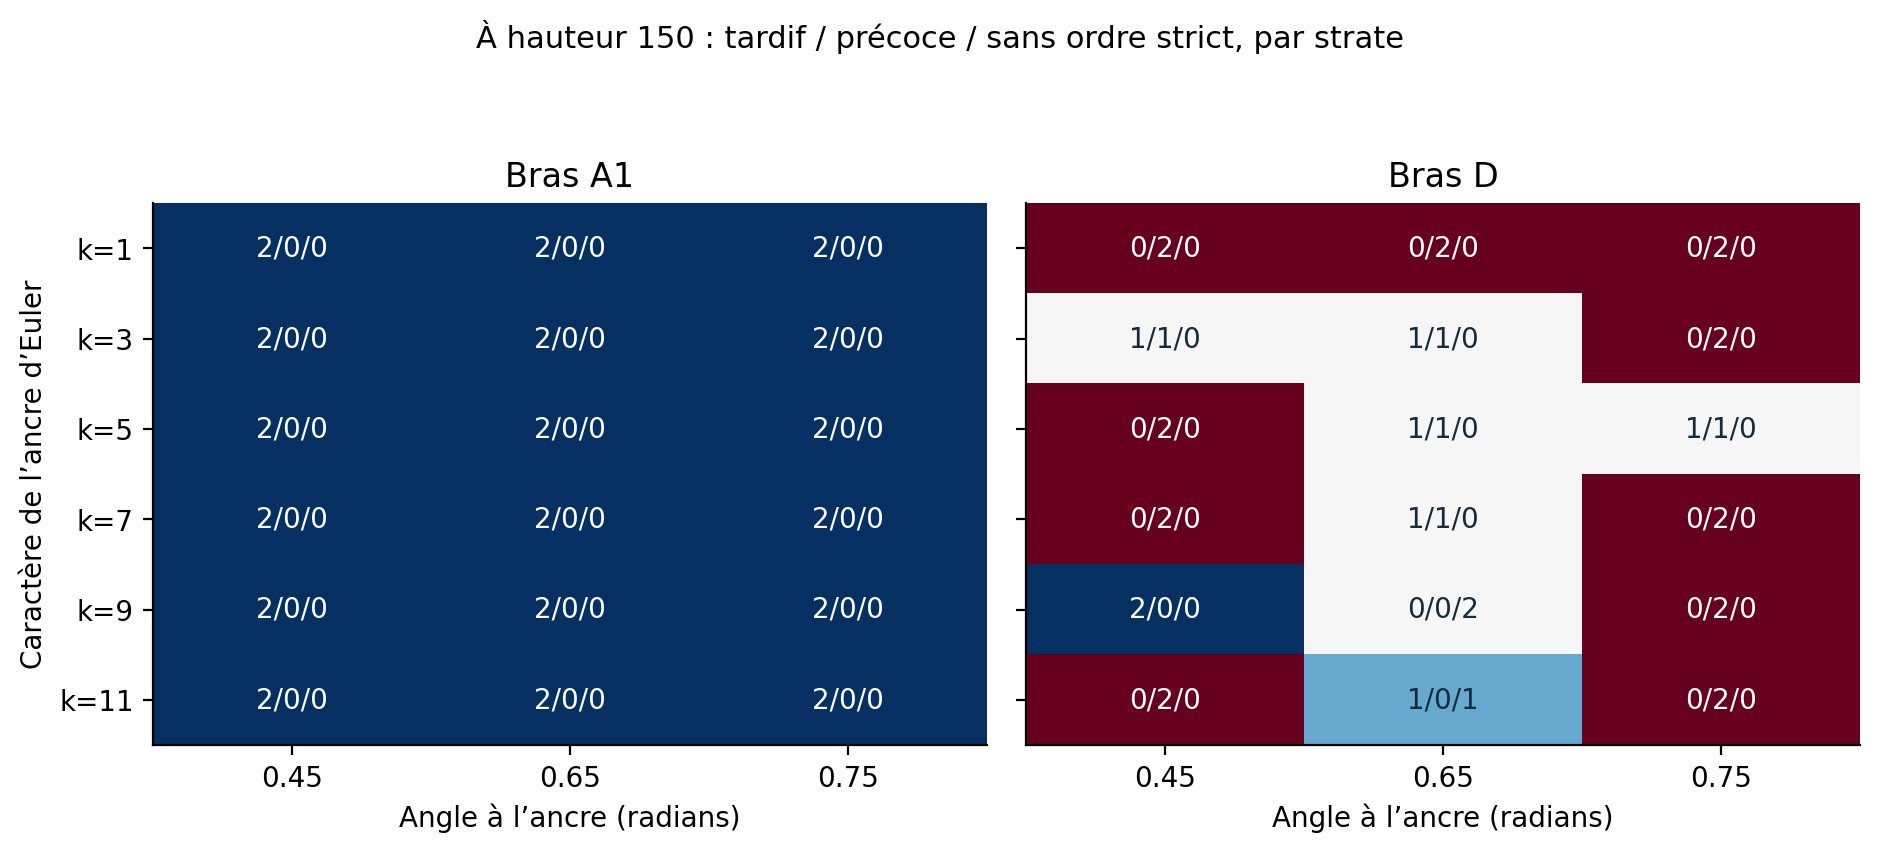 À hauteur 150 : tardif / précoce / sans ordre strict, par strate
Bras A1
Caractère de l’ancre d’Euler
k=1 2/0/0 2/0/0 2/0/0
k=3 2/0/0 2/0/0 2/0/0
k=5 2/0/0 2/0/0 2/0/0
k=7 2/0/0 2/0/0 2/0/0
k=9 2/0/0 2/0/0 2/0/0
k=11 2/0/0 2/0/0 2/0/0
0.45 0.65 0.75
Angle à l’ancre (radians)
Bras D
0/2/0 0/2/0 0/2/0
1/1/0 1/1/0 0/2/0
0/2/0 1/1/0 1/1/0
0/2/0 1/1/0 0/2/0
2/0/0 0/0/2 0/2/0
0/2/0 1/0/1 0/2/0
0.45 0.65 0.75
Angle à l’ancre (radians)